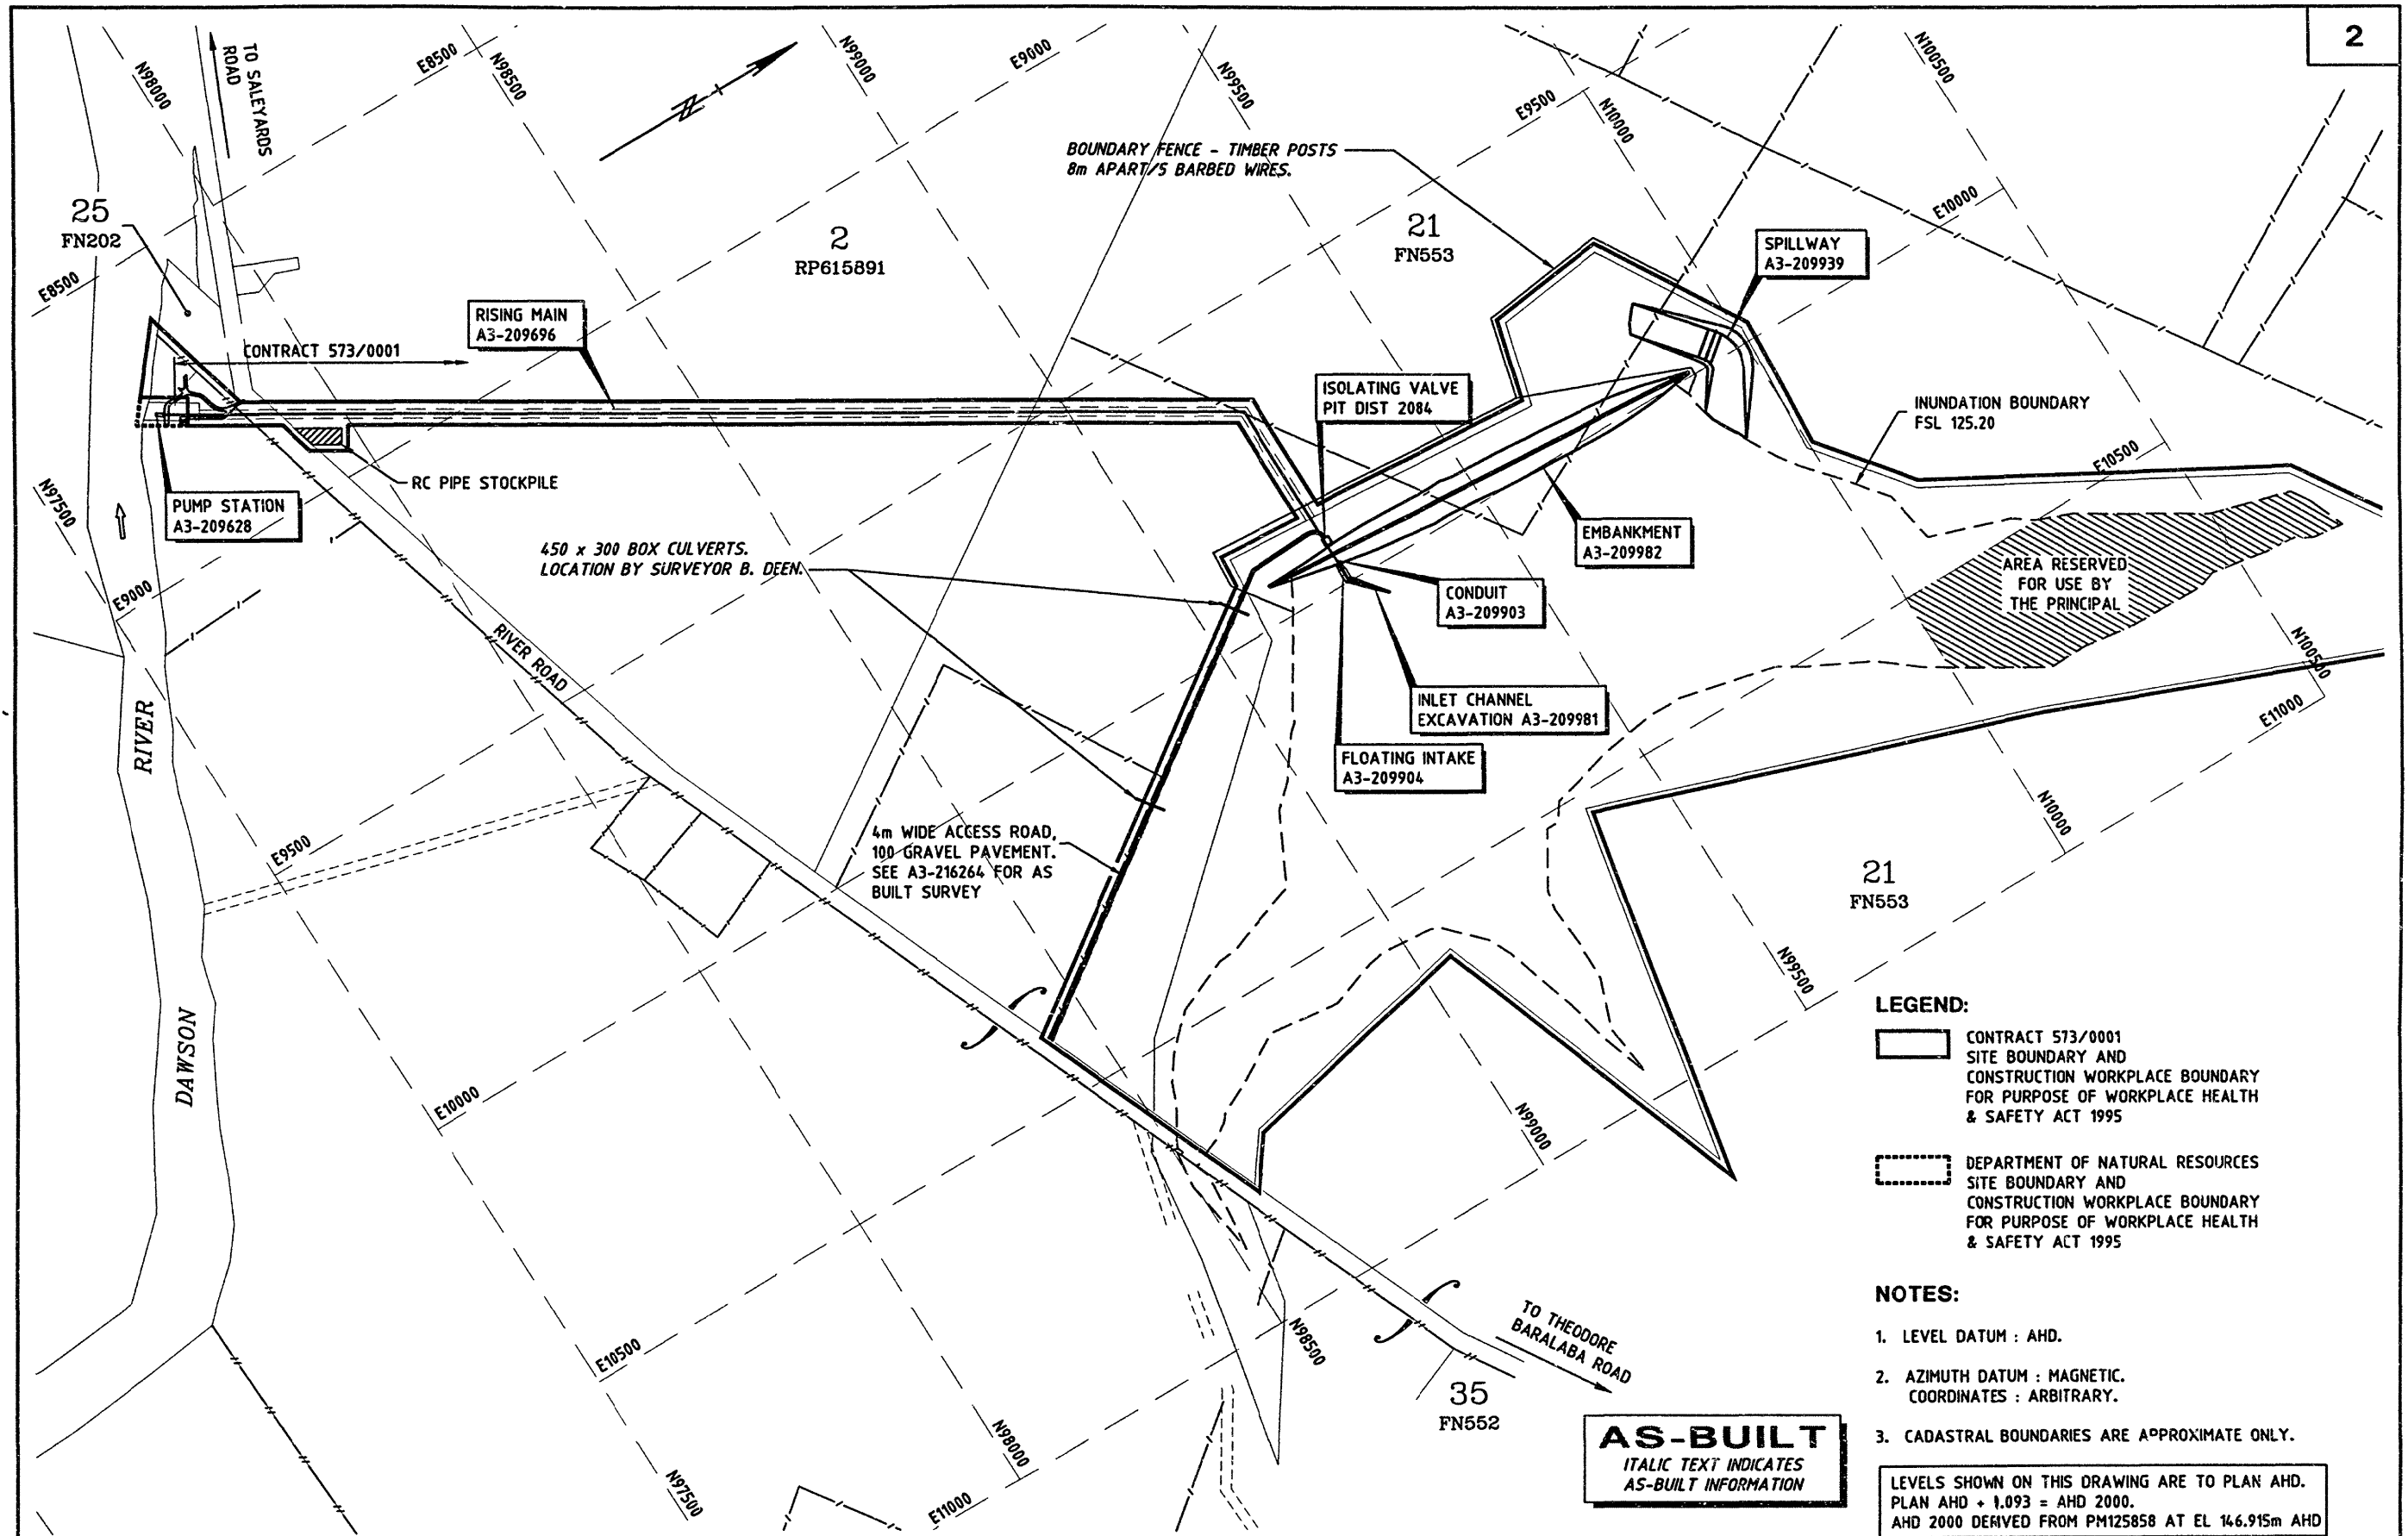 2
TO SALEYARDS
ROAD
N98000
E8500
N98500
N99000
E9000
N99500
E9500
N10000
N100500
E10000
BOUNDARY FENCE - TIMBER POSTS
8m APART/5 BARBED WIRES.
25
FN202
2
RP615891
21
FN553
SPILLWAY
A3-209939
E8500
RISING MAIN
A3-209696
CONTRACT 573/0001
ISOLATING VALVE
PIT DIST 2084
INUNDATION BOUNDARY
FSL 125.20
E10500
RC PIPE STOCKPILE
N97500
PUMP STATION
A3-209628
EMBANKMENT
A3-209982
450 x 300 BOX CULVERTS.
LOCATION BY SURVEYOR B. DEEN.
AREA RESERVED
FOR USE BY
THE PRINCIPAL
CONDUIT
A3-209903
E9000
RIVER ROAD
N100500
E11000
INLET CHANNEL
EXCAVATION A3-209981
FLOATING INTAKE
A3-209904
RIVER
N10000
4m WIDE ACCESS ROAD,
100 GRAVEL PAVEMENT.
SEE A3-216264 FOR AS
BUILT SURVEY
E9500
21
FN553
N99500
DAWSON
E10000
N99000
LEGEND:
CONTRACT 573/0001
SITE BOUNDARY AND
CONSTRUCTION WORKPLACE BOUNDARY
FOR PURPOSE OF WORKPLACE HEALTH
& SAFETY ACT 1995
DEPARTMENT OF NATURAL RESOURCES
SITE BOUNDARY AND
CONSTRUCTION WORKPLACE BOUNDARY
FOR PURPOSE OF WORKPLACE HEALTH
& SAFETY ACT 1995
E10500
N98500
TO THEODORE
BARALABA ROAD
35
FN552
N98000
N97500
E11000
AS-BUILT
ITALIC TEXT INDICATES
AS-BUILT INFORMATION
NOTES:
1. LEVEL DATUM : AHD.
2. AZIMUTH DATUM : MAGNETIC.
COORDINATES : ARBITRARY.
3. CADASTRAL BOUNDARIES ARE APPROXIMATE ONLY.
LEVELS SHOWN ON THIS DRAWING ARE TO PLAN AHD.
PLAN AHD + 1.093 = AHD 2000.
AHD 2000 DERIVED FROM PM125858 AT EL 146.915m AHD